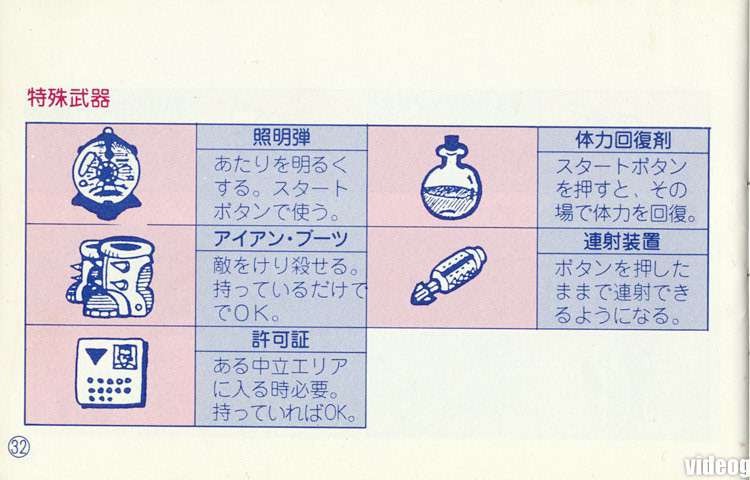 特殊武器
照明弾
あたりを明るく
する。スタート
ボタンで使う。
体力回復剤
スタートボタン
を押すと、その
場で体力を回復。
アイアン・ブーツ
敵をけり殺せる。
持っているだけで
でOK。
連射装置
ボタンを押した
ままで連射でき
るようになる。
許可証
ある中立エリア
に入る時必要。
持っていればOK。
32
videog